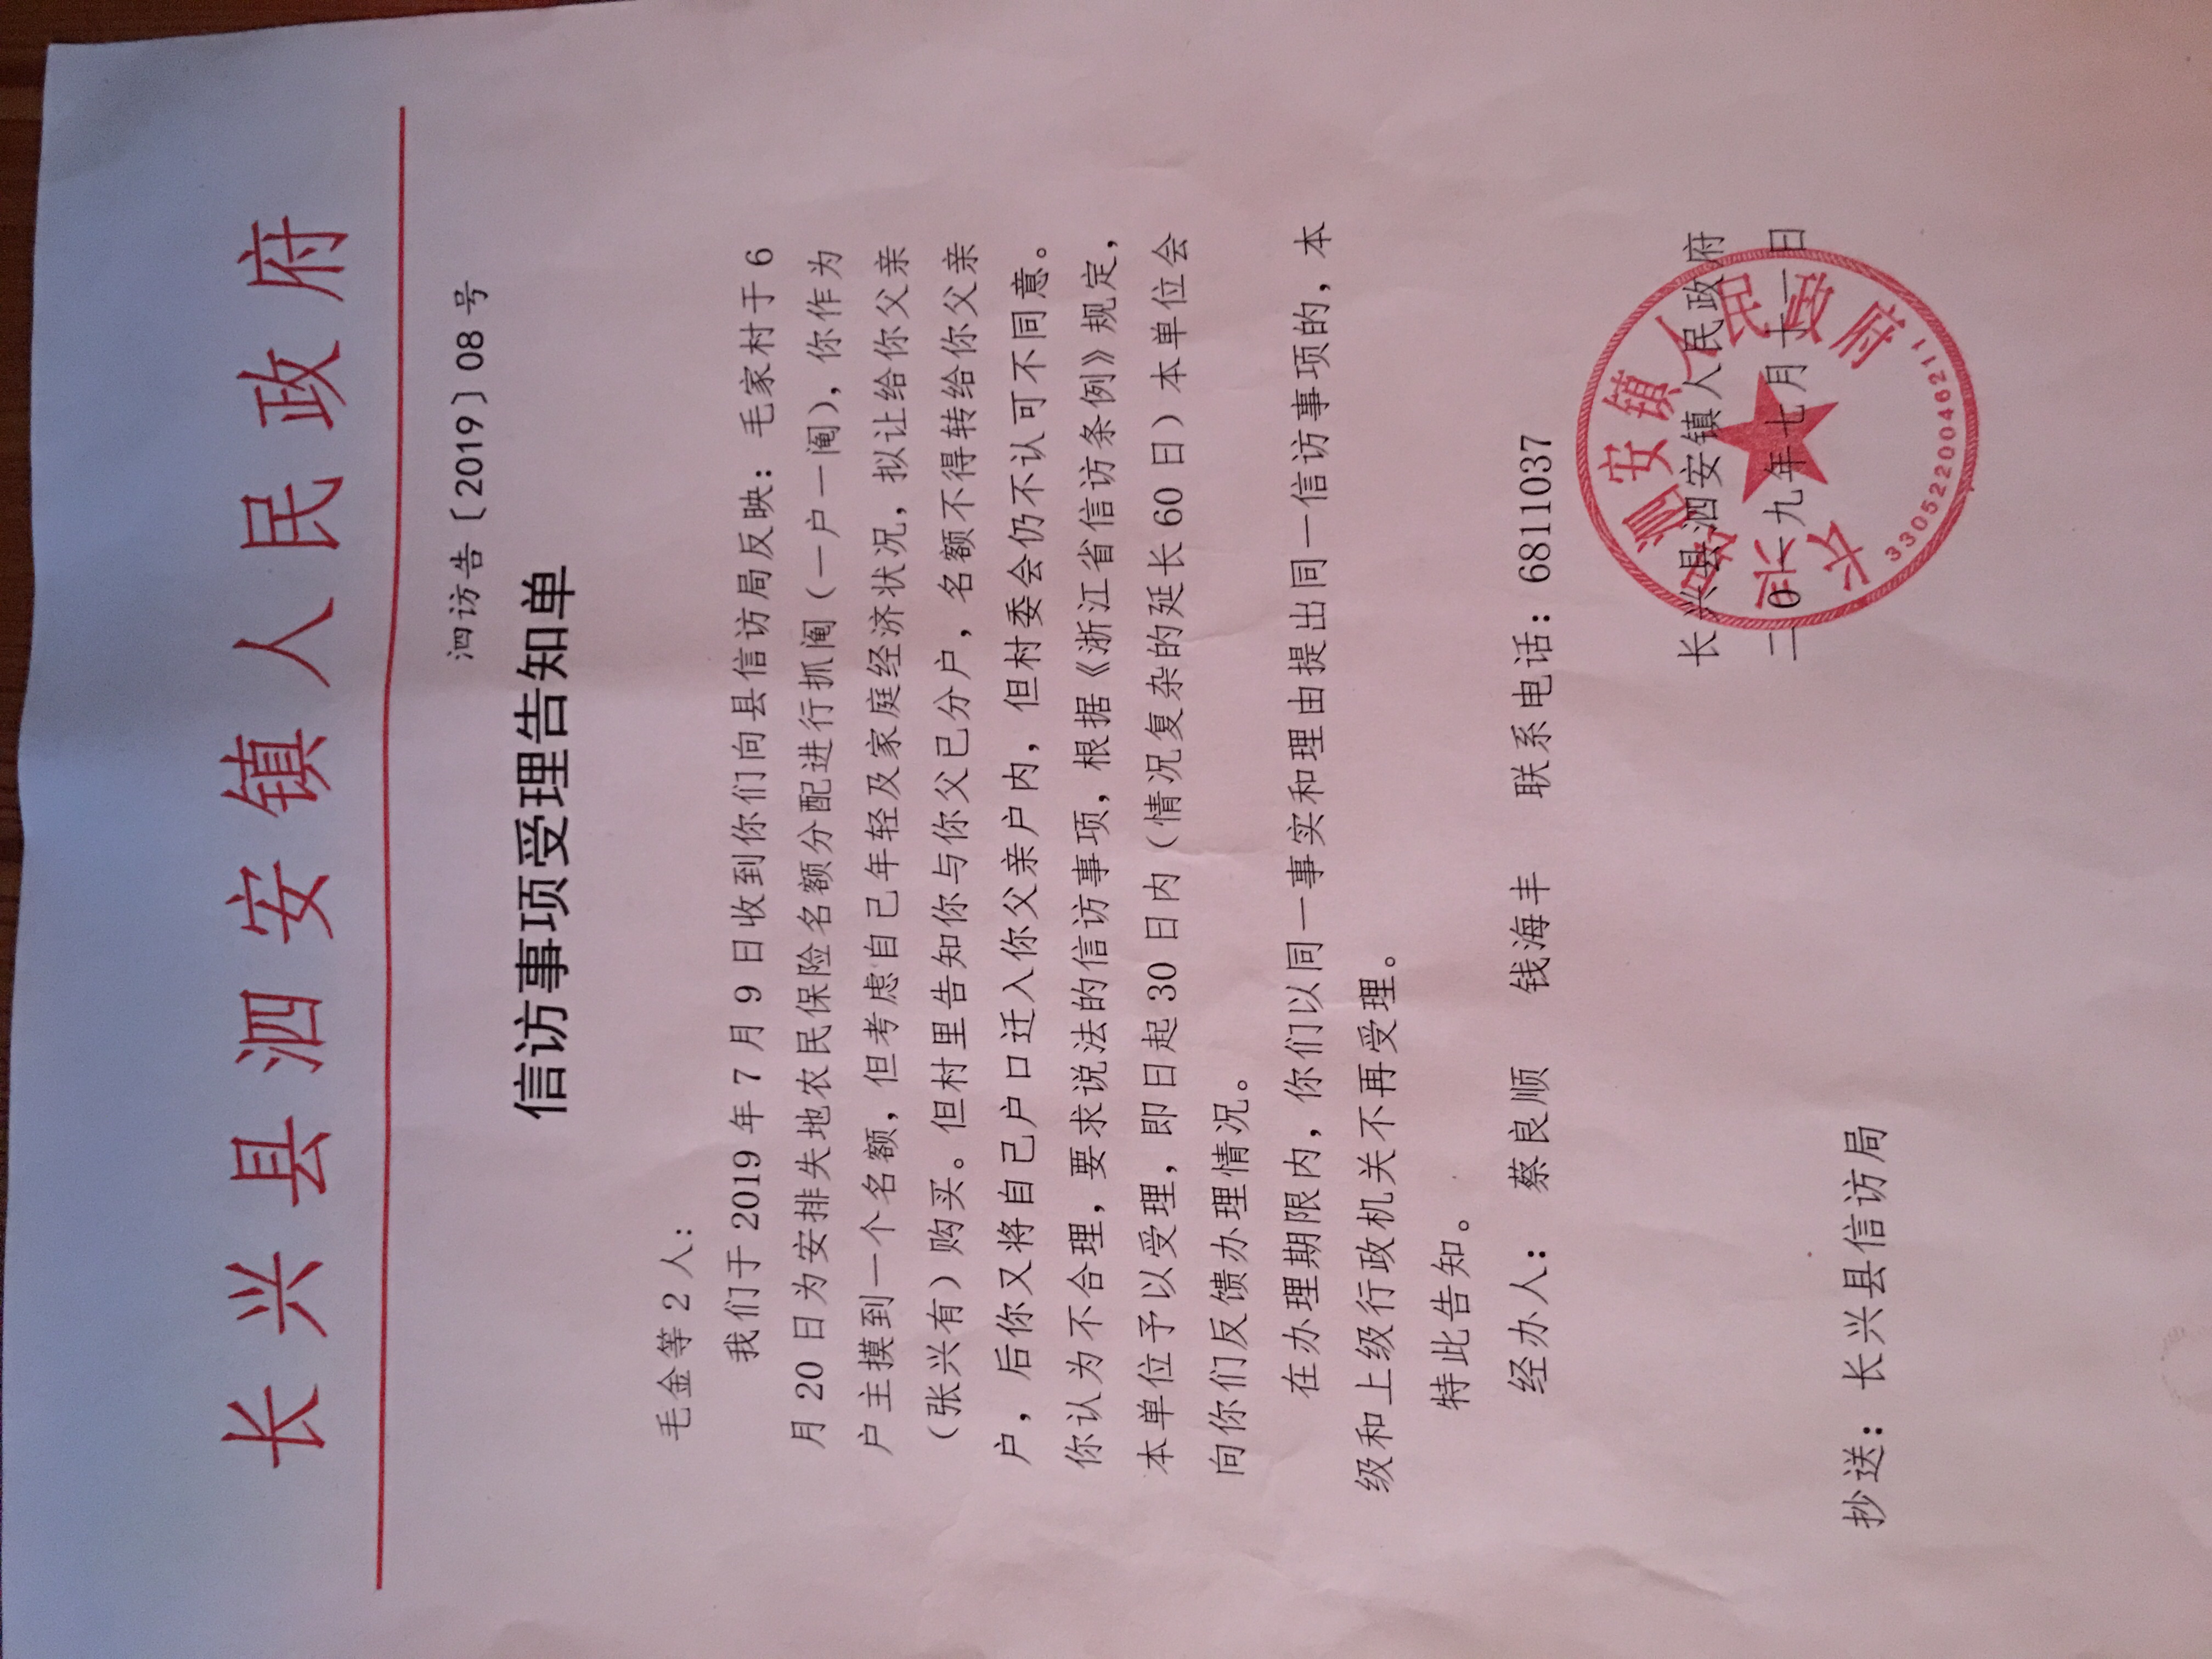 长兴县泗安镇人民政府
泗访告〔2019〕08号
信访事项受理告知单
毛金等2人：
我们于2019年7月9日收到你们向县信访局反映：毛家村于6
月20日为安排失地农民保险名额分配进行抓阄（一户一阄），你作为
户主摸到一个名额，但考虑自己年轻及家庭经济状况，拟让给你父亲
（张兴有）购买。但村里告知你与你父已分户，名额不得转给你父亲
户，后你又将自己户口迁入你父亲户内，但村委会仍不认可不同意。
你认为不合理，要求说法的信访事项，根据《浙江省信访条例》规定，
本单位予以受理，即日起30日内（情况复杂的延长60日）本单位会
向你们反馈办理情况。
在办理期限内，你们以同一事实和理由提出同一信访事项的，本
级和上级行政机关不再受理。
特此告知。
经办人： 蔡良顺 钱海丰 联系电话：6811037
长兴县泗安镇人民政府
二0一九年七月十一日
长兴县泗安镇人民政府
3305220046211
抄送：长兴县信访局